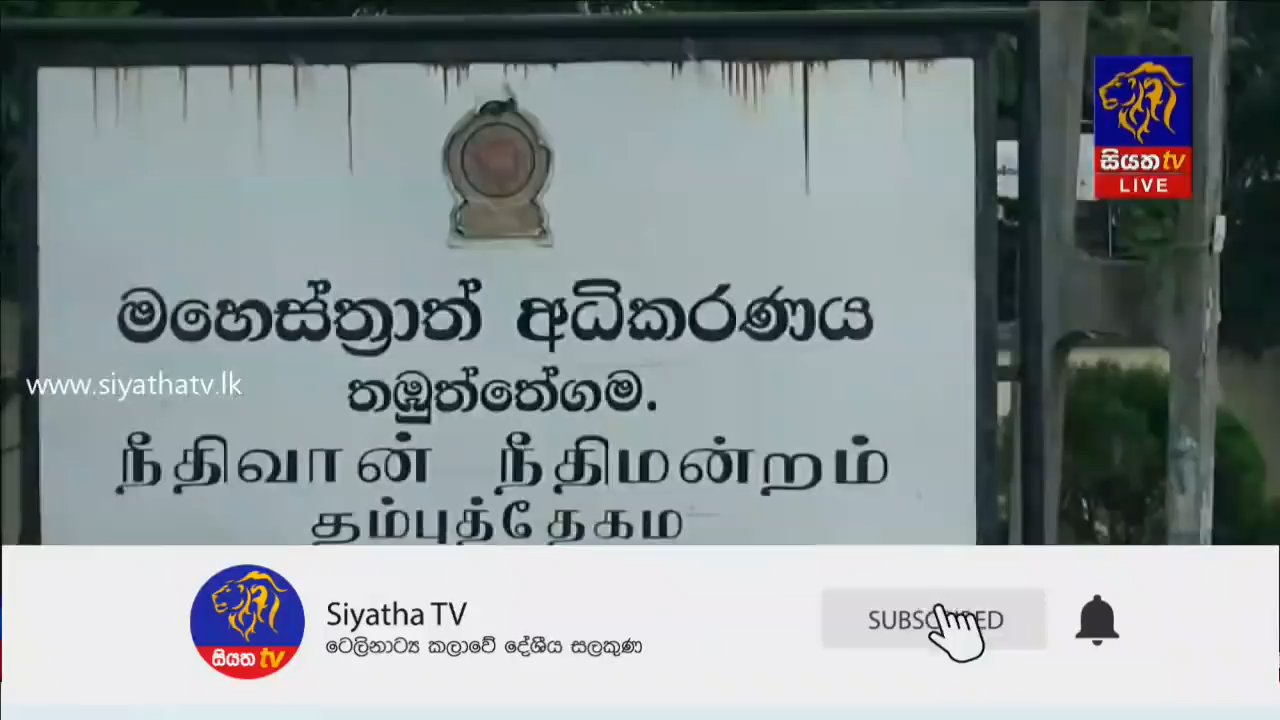 සියත tv
LIVE
මහෙස්ත්‍රාත් අධිකරණය
www.siyathatv.lk
තඹුත්තේගම.
நீதிவான் நீதிமன்றம்
தம்புத்தேகம
Siyatha TV
ටෙලිනාට්‍ය කලාවේ දේශීය සලකුණ
SUBSCRIBED
සියත tv